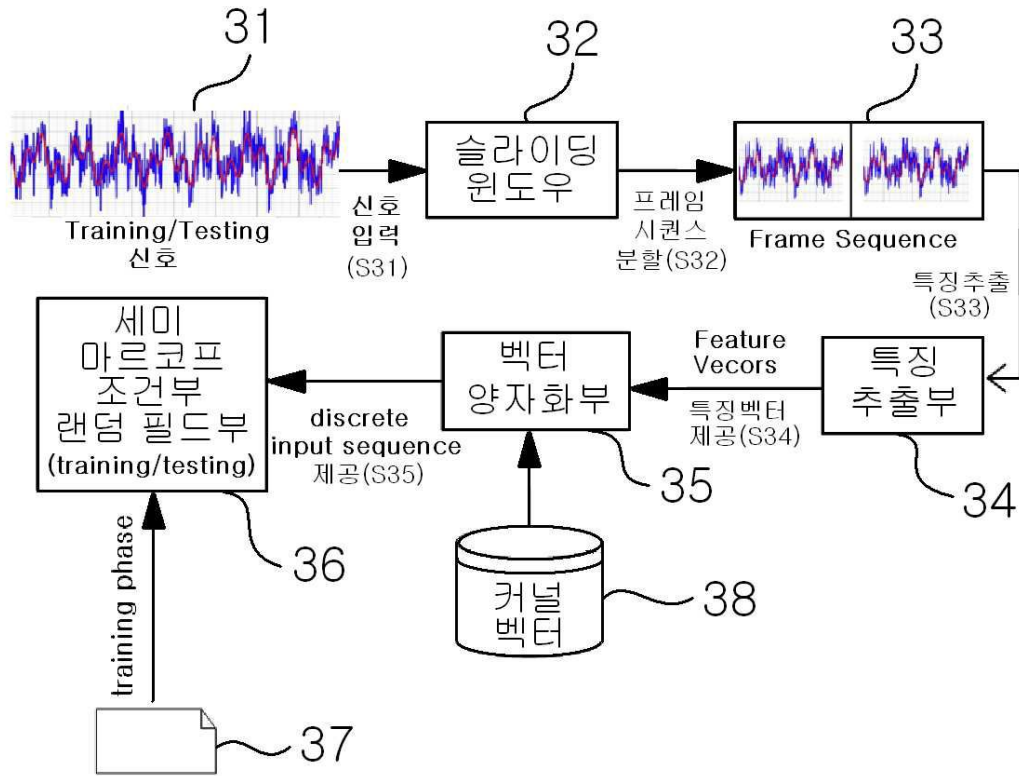 31
32
33
Training/Testing
신호
신호
입력
(S31)
슬라이딩
윈도우
프레임
시퀀스
분할(S32)
Frame Sequence
특징추출
(S33)
세미
마르코프
조건부
랜덤 필드부
(training/testing)
discrete
input sequence
제공(S35)
벡터
양자화부
Feature
Vecors
특징벡터
제공(S34)
특징
추출부
34
35
36
training phase
커널
벡터
38
37